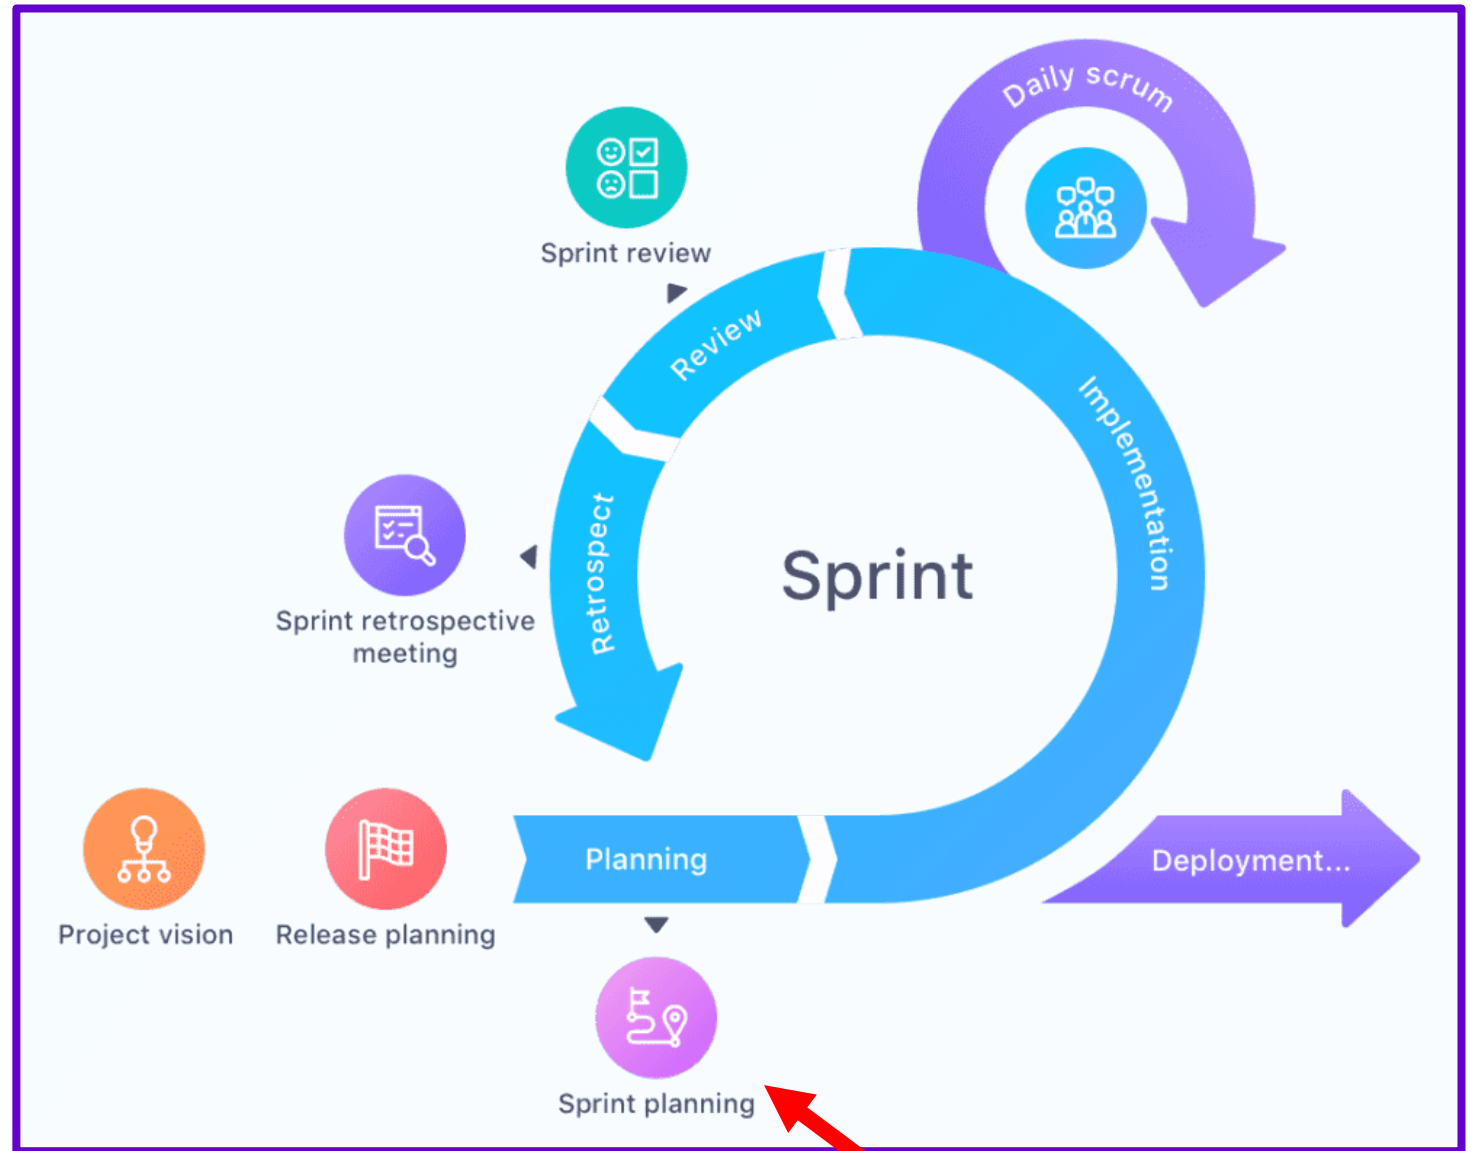 Daily scrum
Sprint review
Review
Implementation
Retrospect
Sprint
Sprint retrospective
meeting
Planning
Deployment...
Project vision
Release planning
Sprint planning